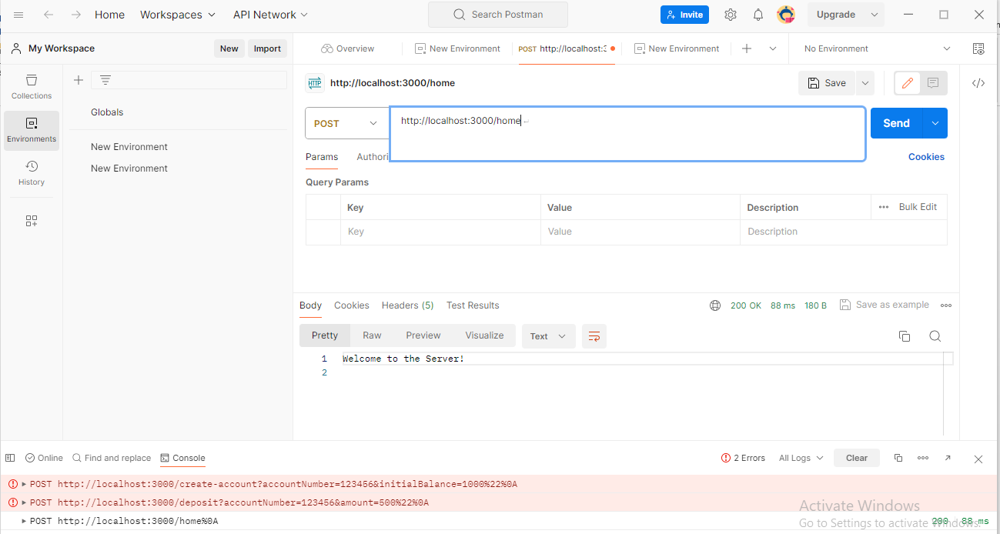 Home Workspaces API Network Search Postman Invite Upgrade
My Workspace New Import Overview New Environment POST http://localhost:3 New Environment No Environment
Collections
Environments
History
Globals
New Environment
New Environment
HTTP http://localhost:3000/home Save
POST http://localhost:3000/home Send
Params Authori Cookies
Query Params
Key Value Description Bulk Edit
Key Value Description
Body Cookies Headers (5) Test Results 200 OK 88 ms 180 B Save as example
Pretty Raw Preview Visualize Text
1 Welcome to the Server!
2
Online Find and replace Console 2 Errors All Logs Clear
POST http://localhost:3000/create-account?accountNumber=123456&initialBalance=1000%22%0A
POST http://localhost:3000/deposit?accountNumber=123456&amount=500%22%0A
POST http://localhost:3000/home%0A 200 88 ms
Activate Windows
Go to Settings to activate Windows.